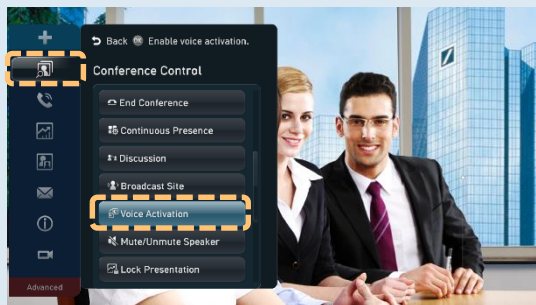 Back OK Enable voice activation.
Conference Control
End Conference
Continuous Presence
Discussion
Broadcast Site
Voice Activation
Mute/Unmute Speaker
Lock Presentation
Advanced